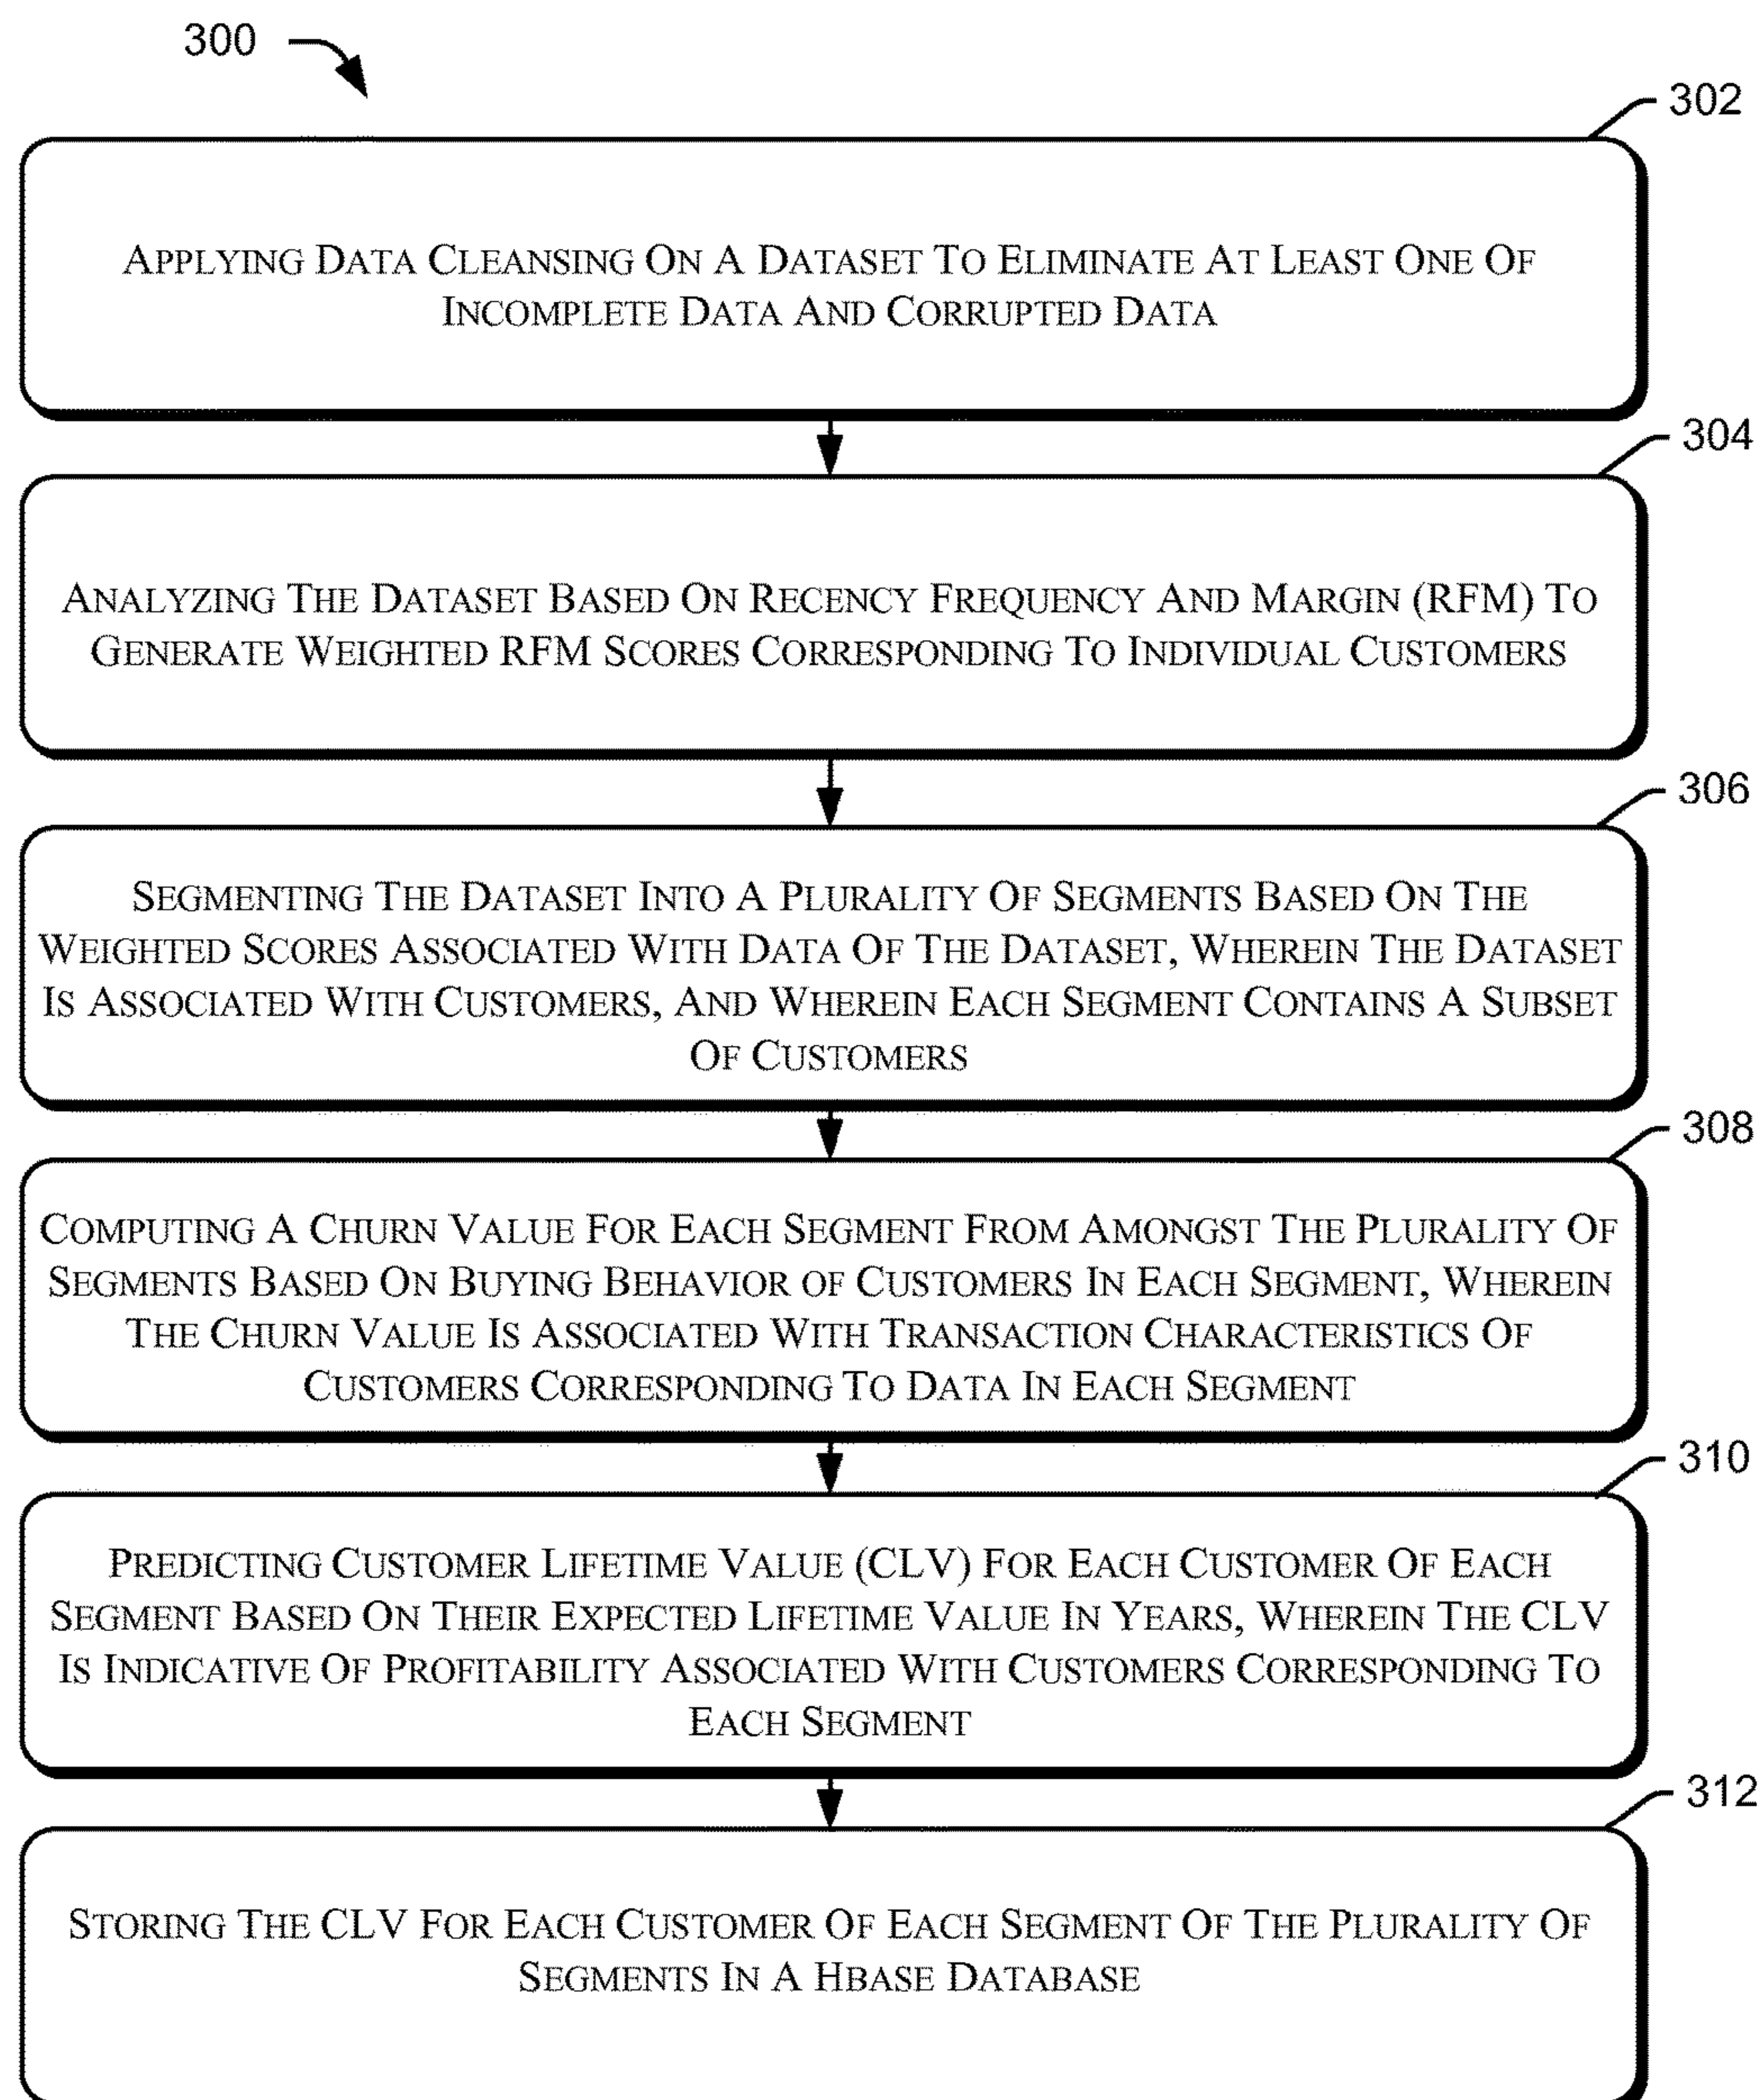 300
302
APPLYING DATA CLEANSING ON A DATASET TO ELIMINATE AT LEAST ONE OF
INCOMPLETE DATA AND CORRUPTED DATA
304
ANALYZING THE DATASET BASED ON RECENCY FREQUENCY AND MARGIN (RFM) TO
GENERATE WEIGHTED RFM SCORES CORRESPONDING TO INDIVIDUAL CUSTOMERS
306
SEGMENTING THE DATASET INTO A PLURALITY OF SEGMENTS BASED ON THE
WEIGHTED SCORES ASSOCIATED WITH DATA OF THE DATASET, WHEREIN THE DATASET
IS ASSOCIATED WITH CUSTOMERS, AND WHEREIN EACH SEGMENT CONTAINS A SUBSET
OF CUSTOMERS
308
COMPUTING A CHURN VALUE FOR EACH SEGMENT FROM AMONGST THE PLURALITY OF
SEGMENTS BASED ON BUYING BEHAVIOR OF CUSTOMERS IN EACH SEGMENT, WHEREIN
THE CHURN VALUE IS ASSOCIATED WITH TRANSACTION CHARACTERISTICS OF
CUSTOMERS CORRESPONDING TO DATA IN EACH SEGMENT
310
PREDICTING CUSTOMER LIFETIME VALUE (CLV) FOR EACH CUSTOMER OF EACH
SEGMENT BASED ON THEIR EXPECTED LIFETIME VALUE IN YEARS, WHEREIN THE CLV
IS INDICATIVE OF PROFITABILITY ASSOCIATED WITH CUSTOMERS CORRESPONDING TO
EACH SEGMENT
312
STORING THE CLV FOR EACH CUSTOMER OF EACH SEGMENT OF THE PLURALITY OF
SEGMENTS IN A HBASE DATABASE